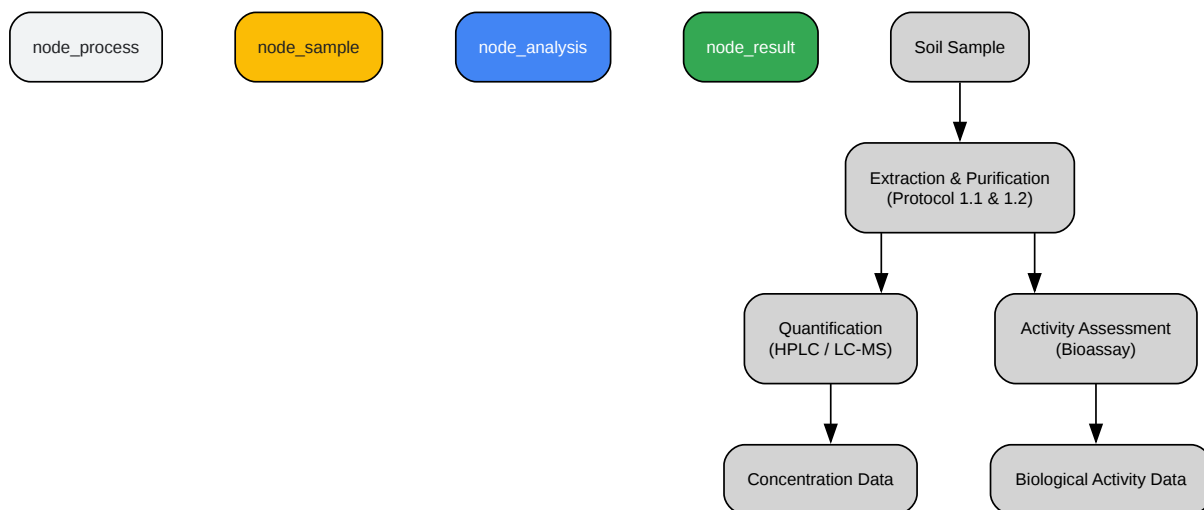 node_process
node_sample
node_analysis
node_result
Soil Sample
Extraction & Purification
(Protocol 1.1 & 1.2)
Quantification
(HPLC / LC-MS)
Activity Assessment
(Bioassay)
Concentration Data
Biological Activity Data